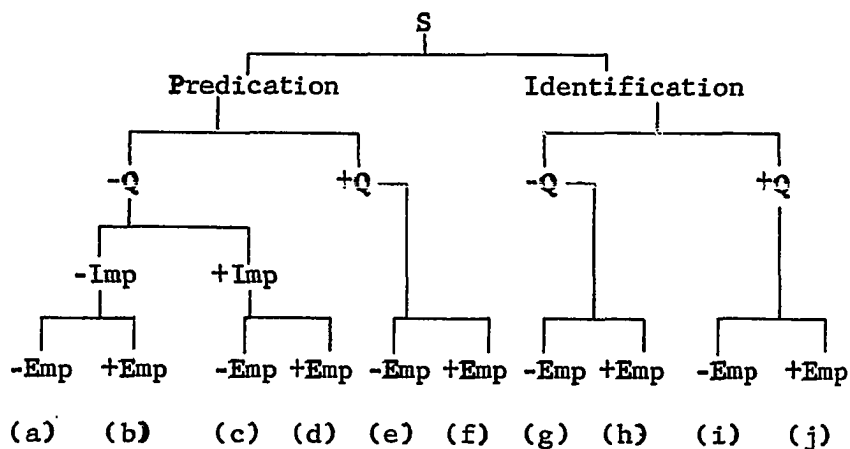 S
Predication Identification
-Q +Q -Q +Q
-Imp +Imp
-Emp +Emp -Emp +Emp -Emp +Emp -Emp +Emp -Emp +Emp
(a) (b) (c) (d) (e) (f) (g) (h) (i) (j)